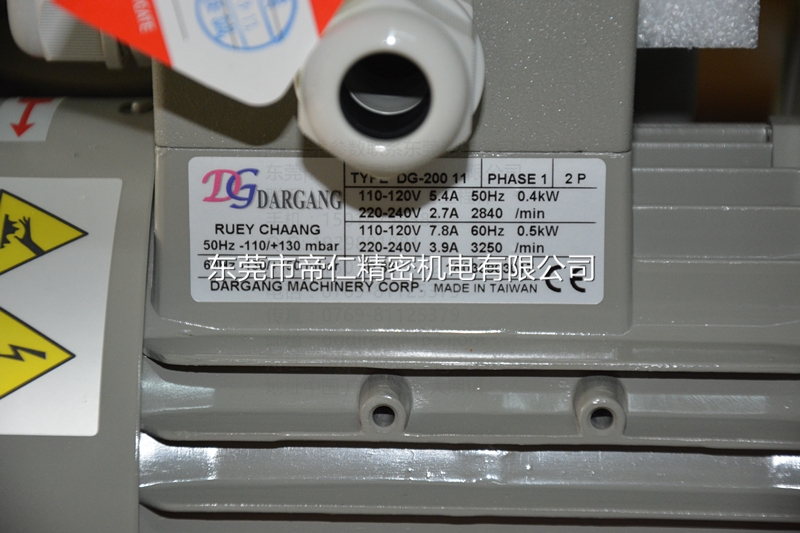 DG DARGANG
TYPE DG-200 11 PHASE 1 2 P
110-120V 5.4A 50Hz 0.4kW
220-240V 2.7A 2840 /min
110-120V 7.8A 60Hz 0.5kW
220-240V 3.9A 3250 /min
RUEY CHAANG
50Hz -110/+130 mbar
东莞市帝仁精密机电有限公司
DARGANG MACHINERY CORP. MADE IN TAIWAN CE